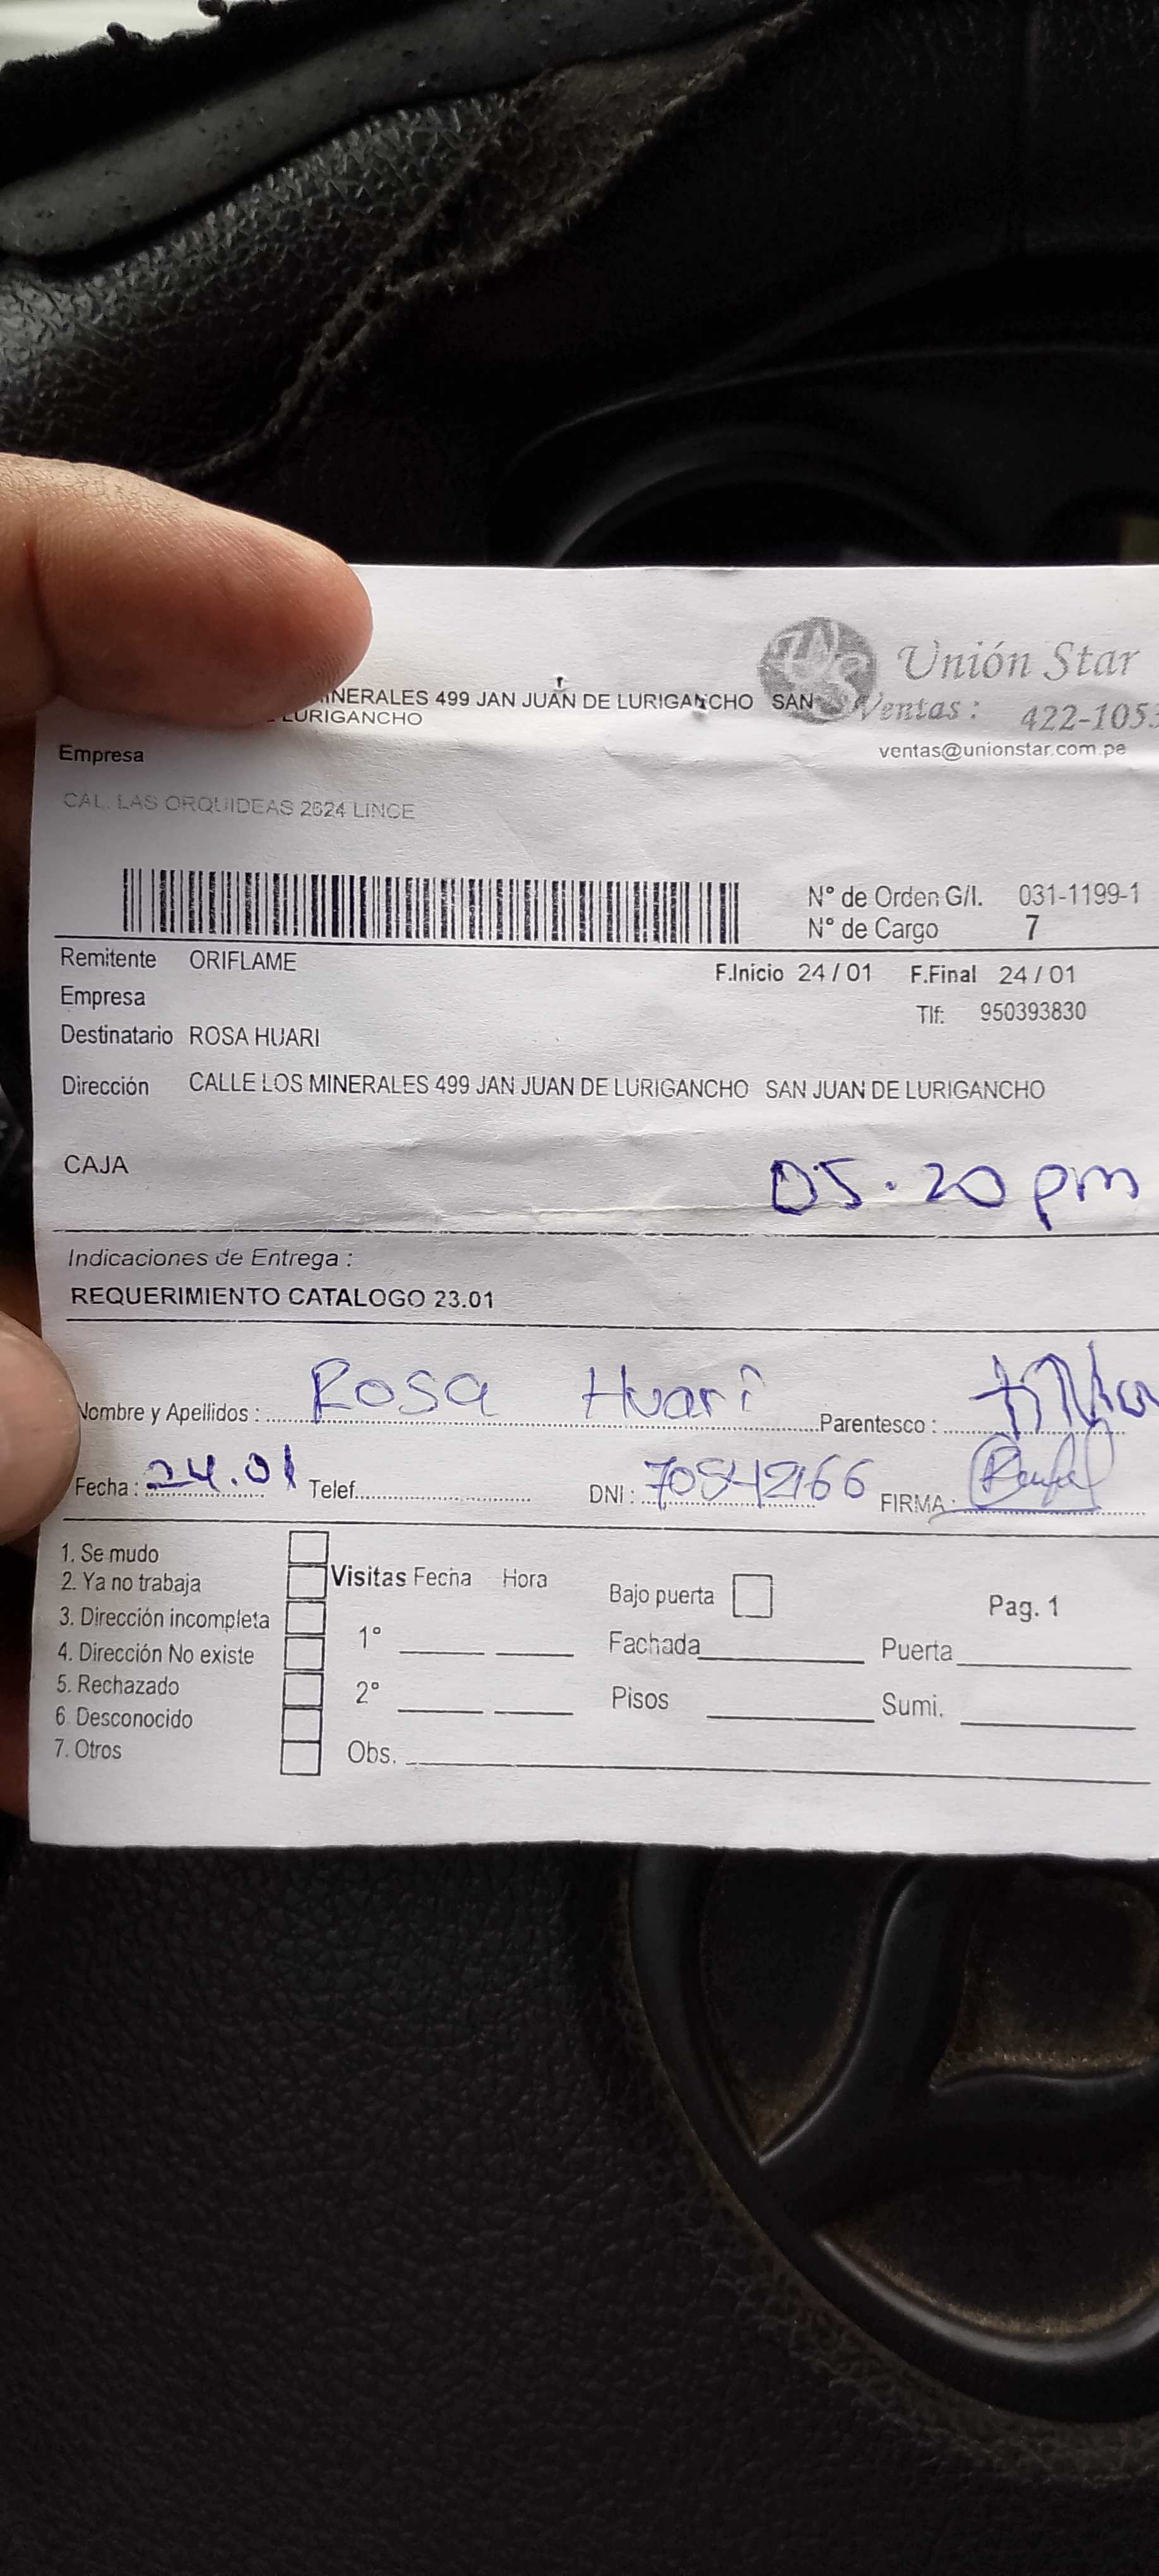 Unión Star
INERALES 499 JAN JUAN DE LURIGANCHO SAN
LURIGANCHO
Ventas: 422-1053
ventas@unionstar.com.pe
Empresa
CAL. LAS ORQUIDEAS 2624 LINCE
N° de Orden G/I. 031-1199-1
N° de Cargo 7
Remitente ORIFLAME
F.Inicio 24/01 F.Final 24/01
Empresa
Tlf: 950393830
Destinatario ROSA HUARI
Dirección CALLE LOS MINERALES 499 JAN JUAN DE LURIGANCHO SAN JUAN DE LURIGANCHO
CAJA
05.20 pm
Indicaciones de Entrega :
REQUERIMIENTO CATALOGO 23.01
Nombre y Apellidos : Rosa Huari Parentesco :
Fecha : 24.01 Telef. DNI : 70542166 FIRMA :
1. Se mudo
2. Ya no trabaja
3. Dirección incompleta
4. Dirección No existe
5. Rechazado
6 Desconocido
7. Otros
Visitas Fecha Hora
1°
2°
Obs.
Bajo puerta
Pag. 1
Fachada Puerta
Pisos Sumi.